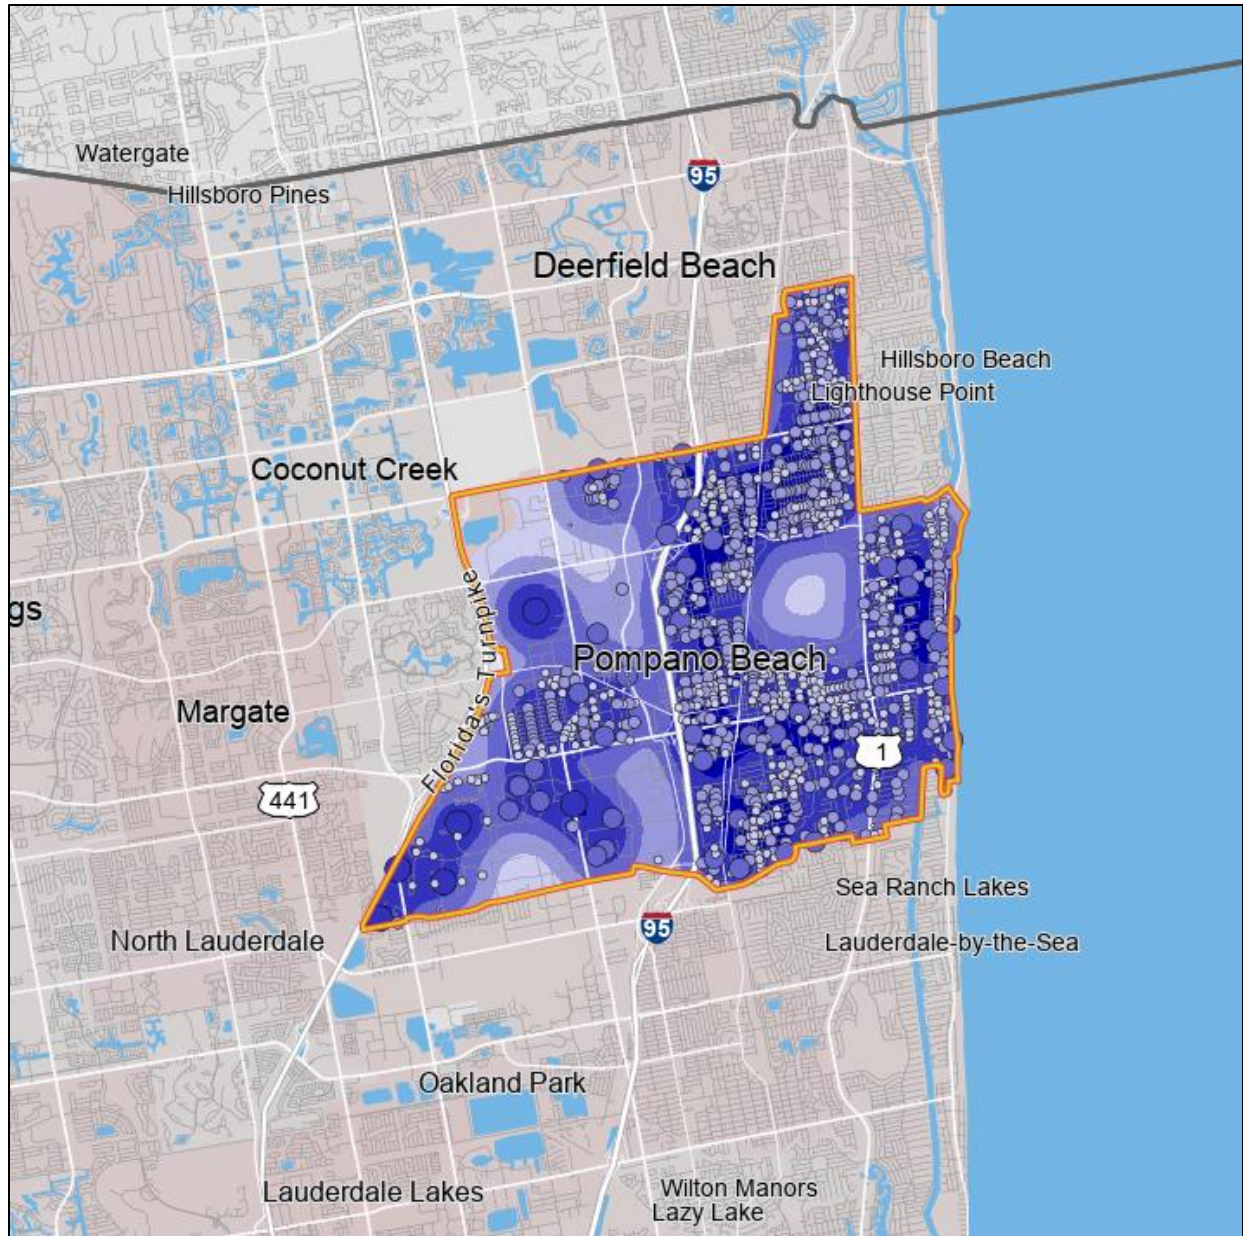 Watergate
Hillsboro Pines
95
Deerfield Beach
Hillsboro Beach
Lighthouse Point
Coconut Creek
gs
Florida's Turnpike
Pompano Beach
Margate
1
441
Sea Ranch Lakes
North Lauderdale
95
Lauderdale-by-the-Sea
Oakland Park
Lauderdale Lakes
Wilton Manors
Lazy Lake